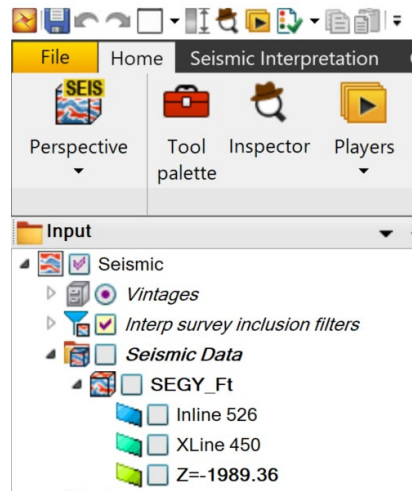 File Home Seismic Interpretation
SEIS
Perspective
Tool palette
Inspector
Players
Input
Seismic
Vintages
Interp survey inclusion filters
Seismic Data
SEGY_Ft
Inline 526
XLine 450
Z=-1989.36